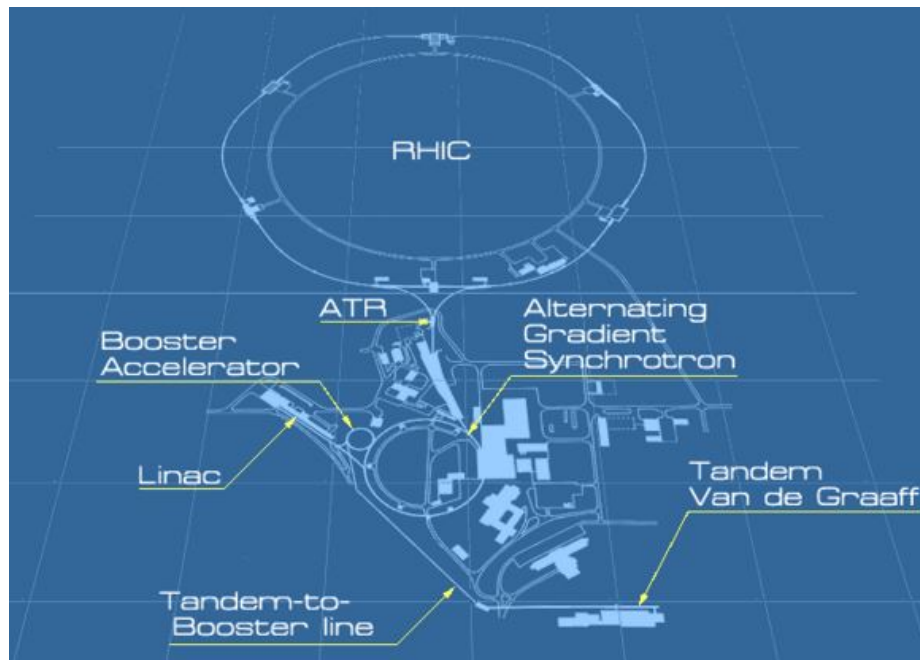 RHIC
ATR
Alternating
Gradient
Synchrotron
Booster
Accelerator
Linac
Tandem
Van de Graaff
Tandem-to-
Booster line